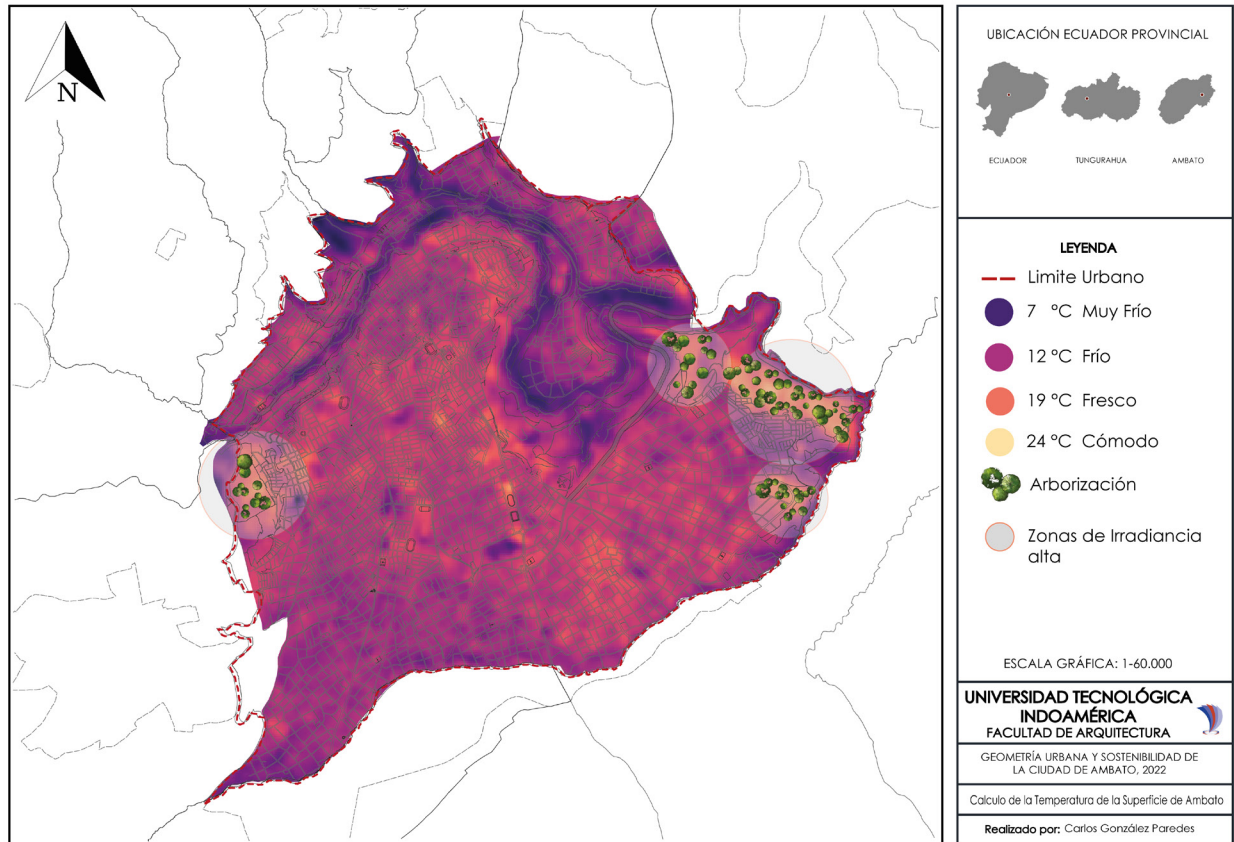 N
UBICACIÓN ECUADOR PROVINCIAL
ECUADOR
TUNGURAHUA
AMBATO
LEYENDA
Limite Urbano
7 °C Muy Frío
12 °C Frío
19 °C Fresco
24 °C Cómodo
Arborización
Zonas de Irradiancia
alta
ESCALA GRÁFICA: 1-60.000
UNIVERSIDAD TECNOLÓGICA
INDOAMÉRICA
FACULTAD DE ARQUITECTURA
GEOMETRÍA URBANA Y SOSTENIBILIDAD DE
LA CIUDAD DE AMBATO, 2022
Calculo de la Temperatura de la Superficie de Ambato
Realizado por: Carlos González Paredes